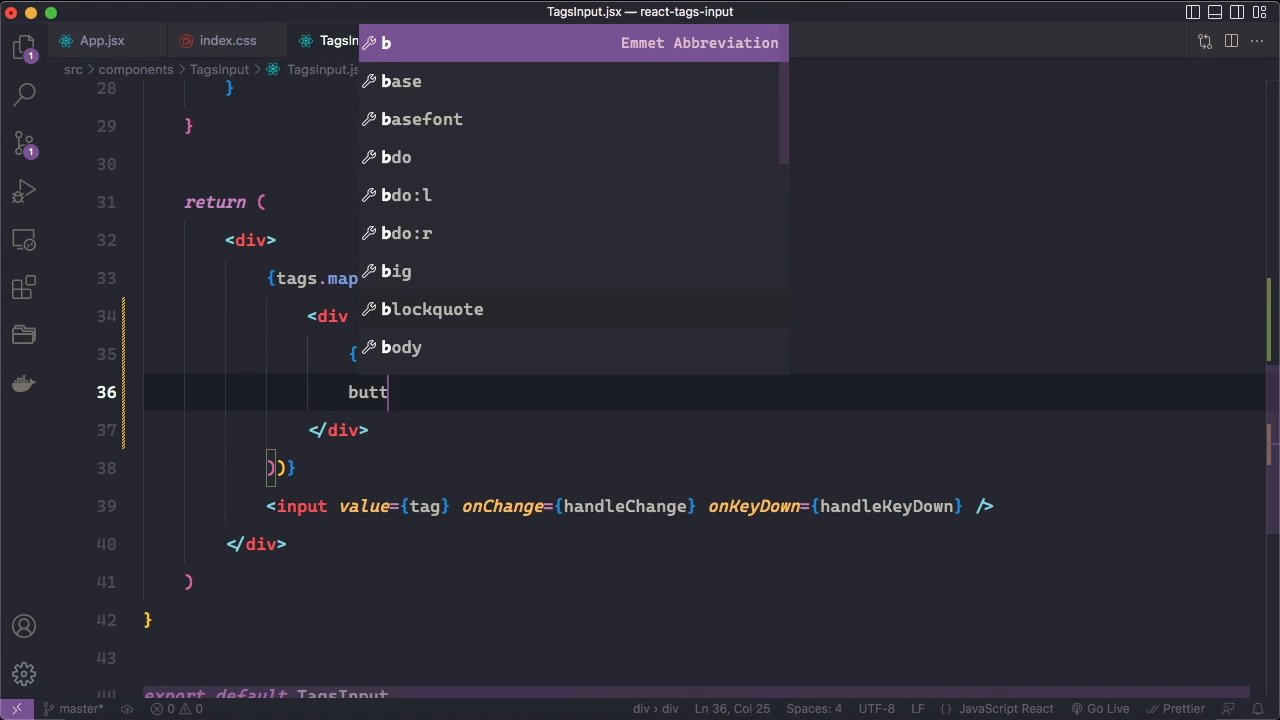 TagsInput.jsx — react-tags-input
App.jsx
index.css
TagsIn
src > components > TagsInput > TagsInput.js
b Emmet Abbreviation
base
basefont
bdo
bdo:l
bdo:r
big
blockquote
body
1
1
28 }
29 }
30
31 return (
32 <div>
33 {tags.map
34 <div
35 {
36 butt
37 </div>
38 ))}
39 <input value={tag} onChange={handleChange} onKeyDown={handleKeyDown} />
40 </div>
41 )
42 }
43
44 export default TagsInput
master* 0 0 div > div Ln 36, Col 25 Spaces: 4 UTF-8 LF {} JavaScript React Go Live Prettier